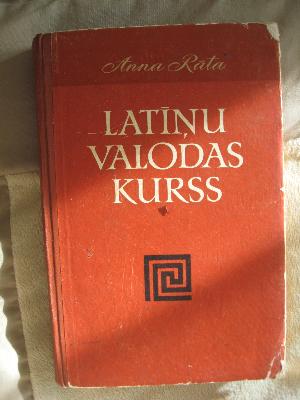 Anna Rāta
LATĪŅU
VALODAS
KURSS